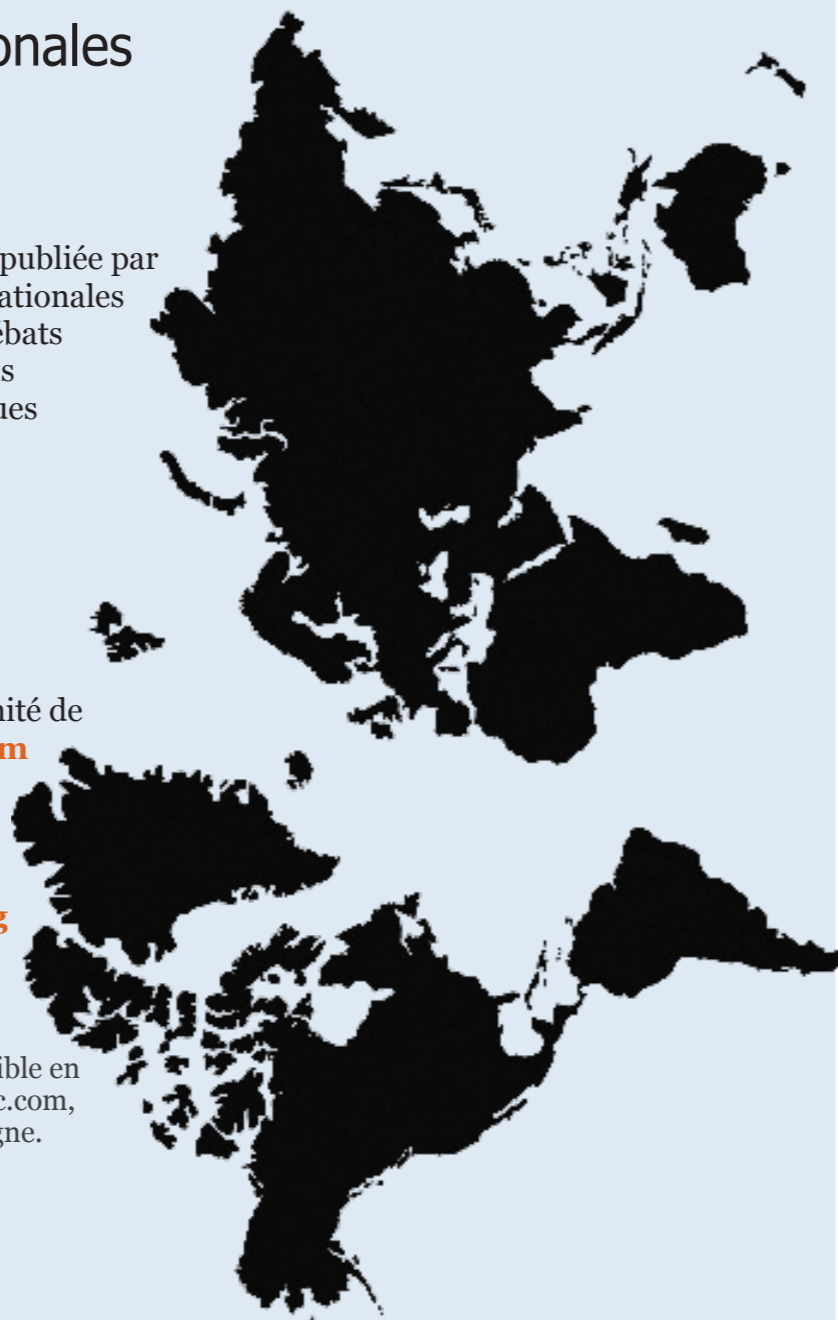 onales
publiée par
ationales
ébats
s
ues
nité de
m
g
ible en
c.com,
gne.